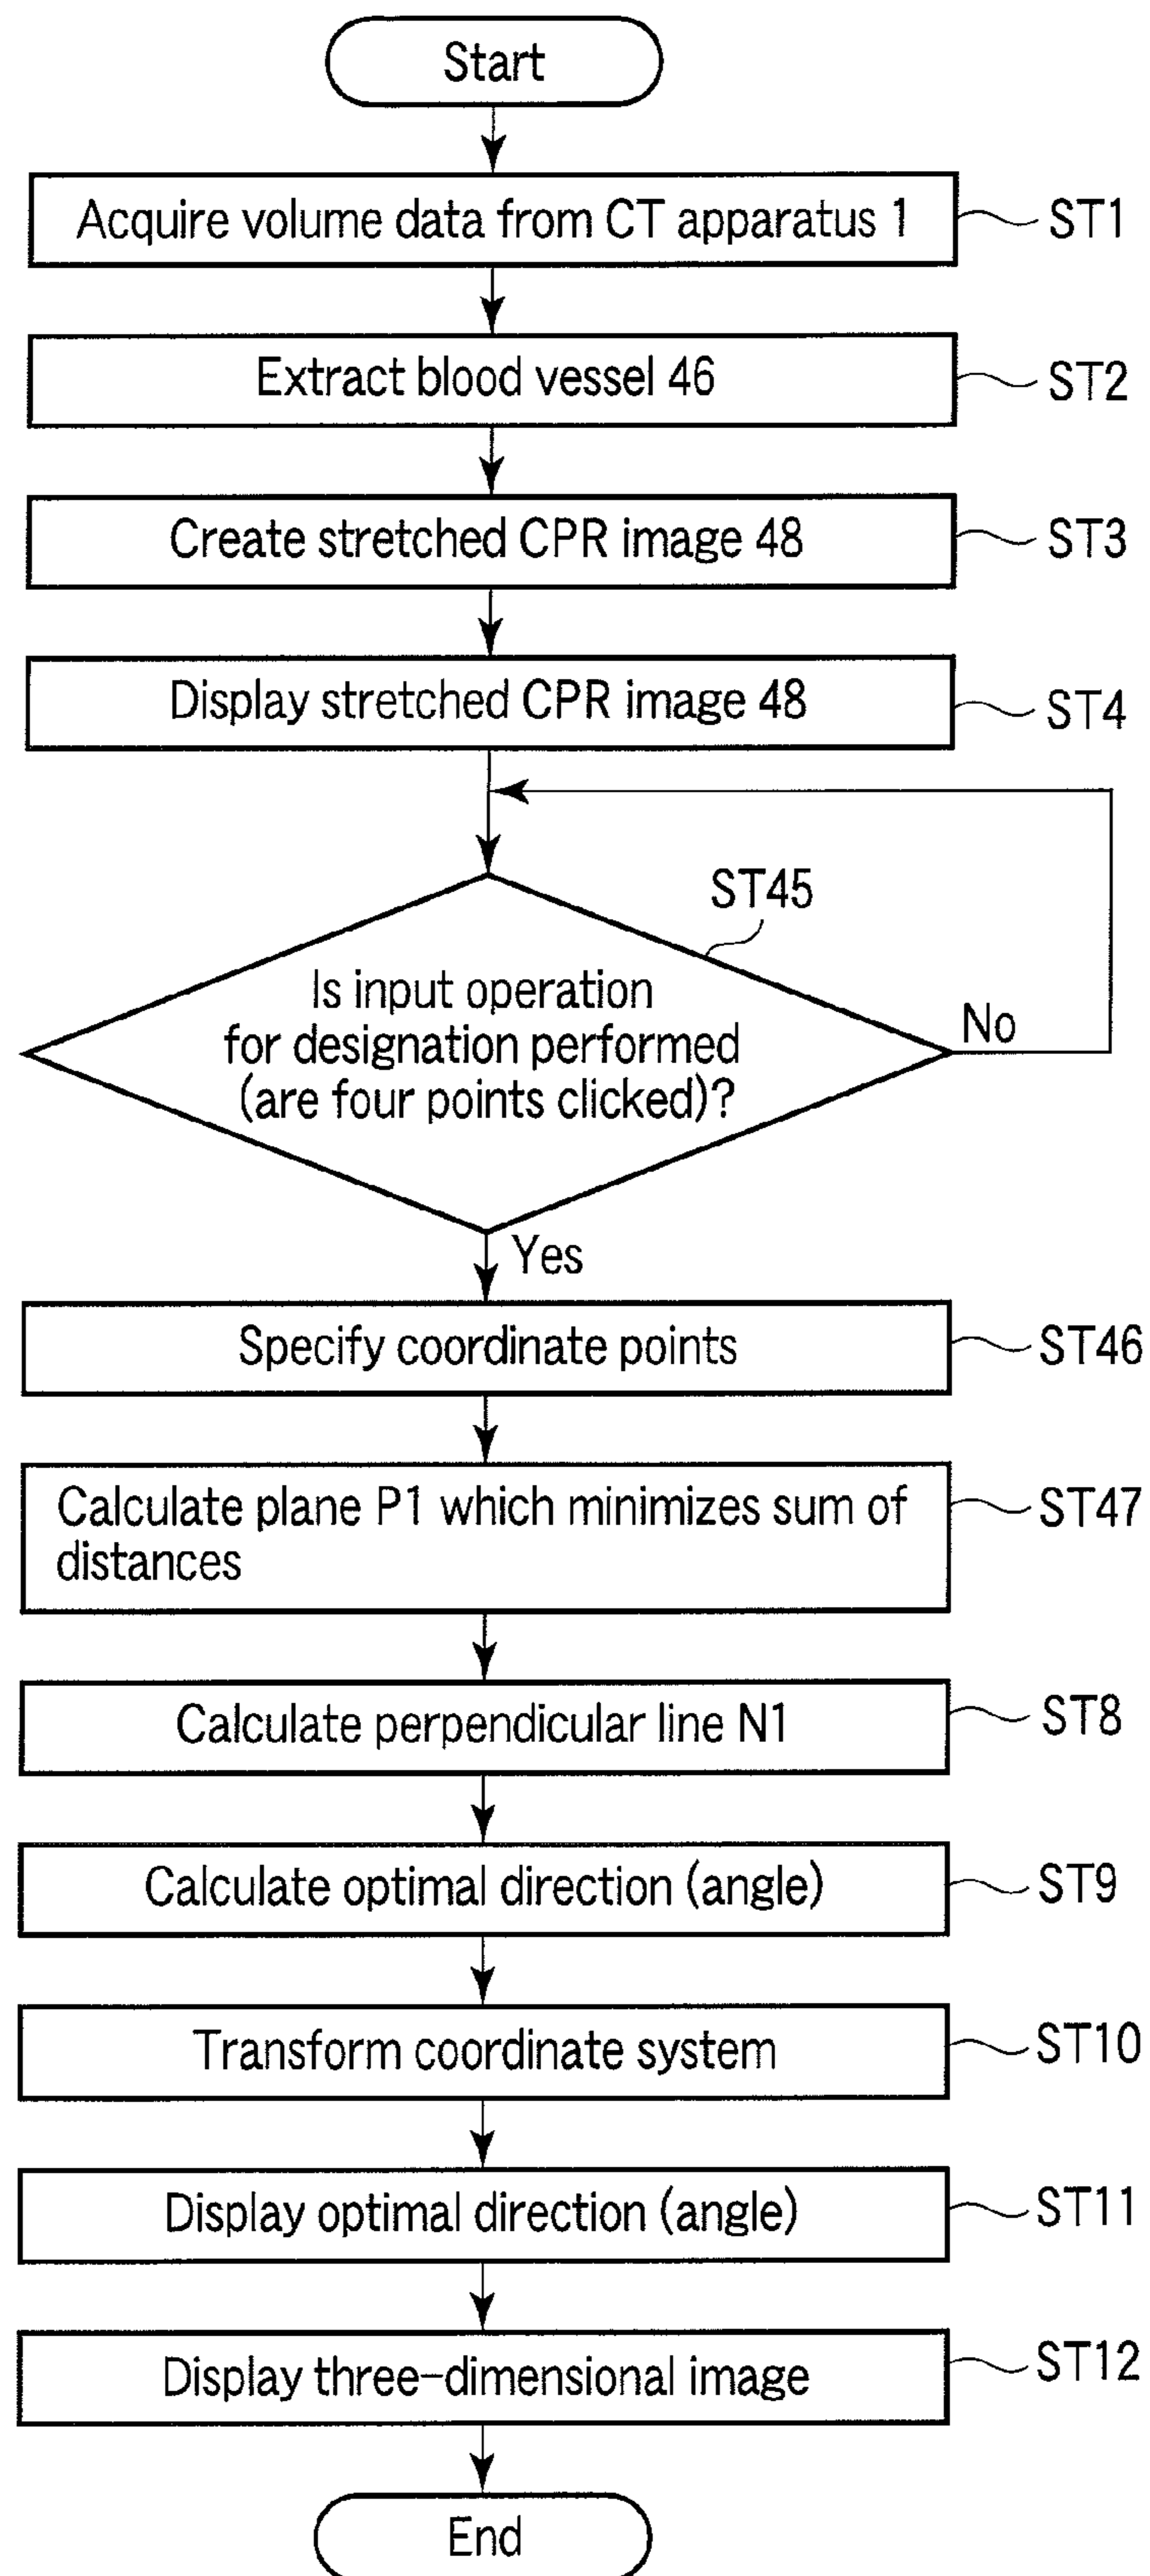 Start
Acquire volume data from CT apparatus 1
ST1
Extract blood vessel 46
ST2
Create stretched CPR image 48
ST3
Display stretched CPR image 48
ST4
ST45
Is input operation
for designation performed
(are four points clicked)?
No
Yes
Specify coordinate points
ST46
Calculate plane P1 which minimizes sum of
distances
ST47
Calculate perpendicular line N1
ST8
Calculate optimal direction (angle)
ST9
Transform coordinate system
ST10
Display optimal direction (angle)
ST11
Display three-dimensional image
ST12
End